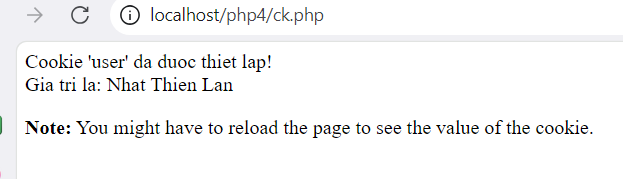 localhost/php4/ck.php
Cookie 'user' da duoc thiet lap!
Gia tri la: Nhat Thien Lan
Note: You might have to reload the page to see the value of the cookie.